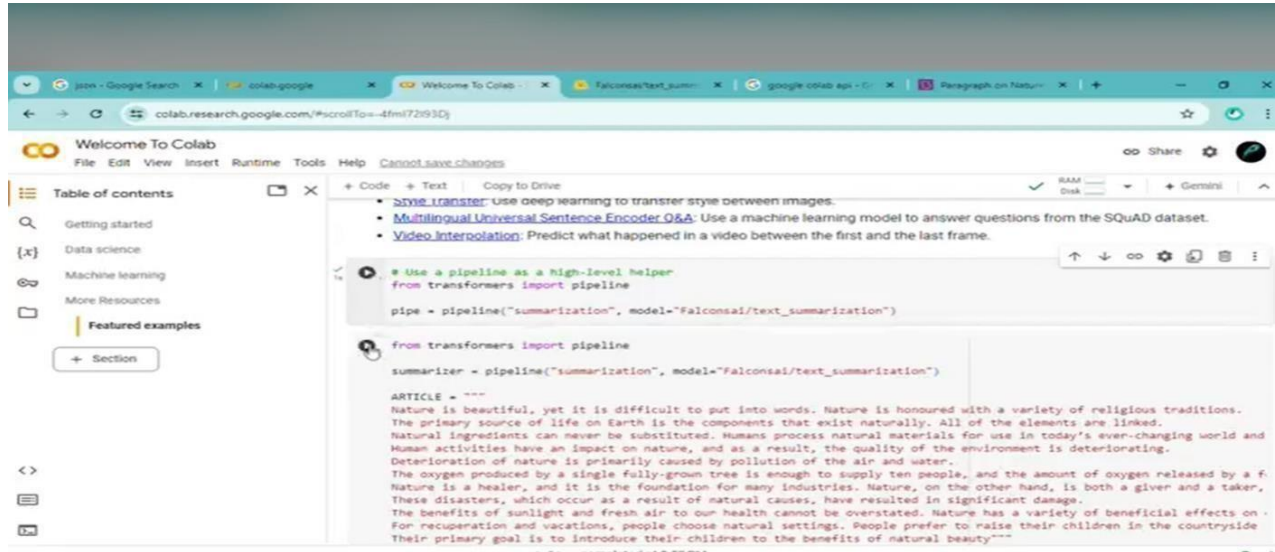 json - Google Search
colab.google
Welcome To Colab -
Falconsai/text_summ
google colab api - G
Paragraph on Nature
colab.research.google.com/#scrollTo=-4fmI72I93Dj
Welcome To Colab
File Edit View Insert Runtime Tools Help Cannot save changes
Share
Table of contents
+ Code + Text Copy to Drive
RAM
Disk
Gemini
Getting started
Data science
Machine learning
More Resources
Featured examples
+ Section
• Style Transfer: Use deep learning to transfer style between images.
• Multilingual Universal Sentence Encoder Q&A: Use a machine learning model to answer questions from the SQuAD dataset.
• Video Interpolation: Predict what happened in a video between the first and the last frame.
# Use a pipeline as a high-level helper
from transformers import pipeline
pipe = pipeline("summarization", model="Falconsai/text_summarization")
from transformers import pipeline
summarizer = pipeline("summarization", model="Falconsai/text_summarization")
ARTICLE = """
Nature is beautiful, yet it is difficult to put into words. Nature is honoured with a variety of religious traditions.
The primary source of life on Earth is the components that exist naturally. All of the elements are linked.
Natural ingredients can never be substituted. Humans process natural materials for use in today's ever-changing world and
Human activities have an impact on nature, and as a result, the quality of the environment is deteriorating.
Deterioration of nature is primarily caused by pollution of the air and water.
The oxygen produced by a single fully-grown tree is enough to supply ten people, and the amount of oxygen released by a f
Nature is a healer, and it is the foundation for many industries. Nature, on the other hand, is both a giver and a taker,
These disasters, which occur as a result of natural causes, have resulted in significant damage.
The benefits of sunlight and fresh air to our health cannot be overstated. Nature has a variety of beneficial effects on
For recuperation and vacations, people choose natural settings. People prefer to raise their children in the countryside
Their primary goal is to introduce their children to the benefits of natural beauty"""